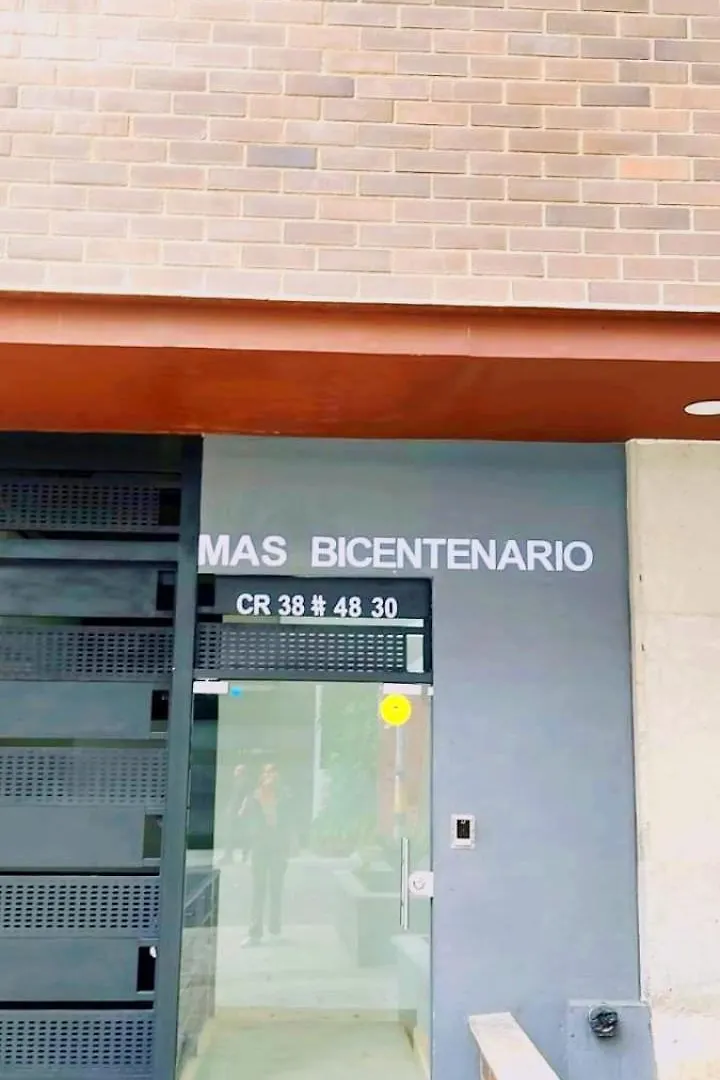 MAS BICENTENARIO
CR 38 # 48 30